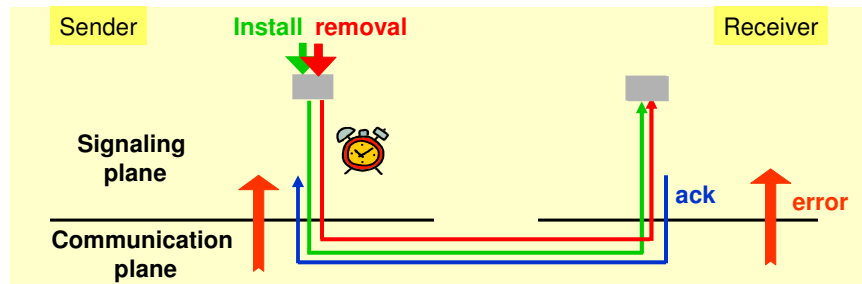 Sender
Install removal
Receiver
Signaling
plane
ack
error
Communication
plane